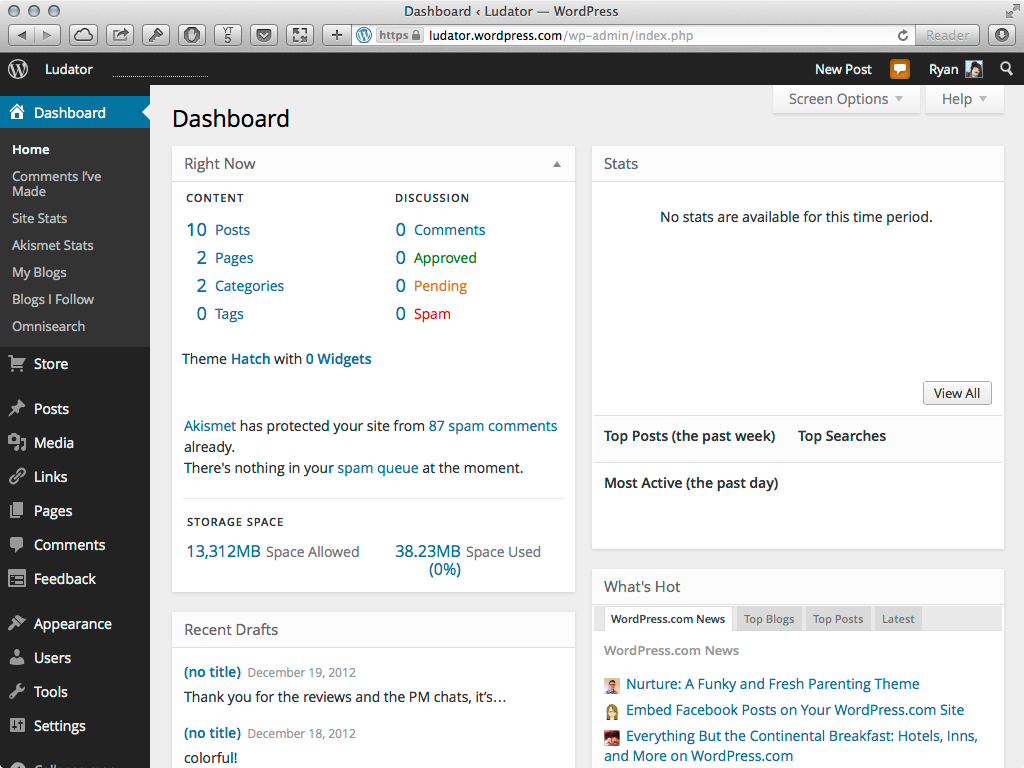 Dashboard ‹ Ludator — WordPress
YT
5
https ludator.wordpress.com/wp-admin/index.php
Reader
Ludator
New Post
Ryan
Screen Options
Help
Dashboard
Home
Comments I've
Made
Site Stats
Akismet Stats
My Blogs
Blogs I Follow
Omnisearch
Store
Posts
Media
Links
Pages
Comments
Feedback
Appearance
Users
Tools
Settings
Dashboard
Right Now
CONTENT
10 Posts
2 Pages
2 Categories
0 Tags
DISCUSSION
0 Comments
0 Approved
0 Pending
0 Spam
Theme Hatch with 0 Widgets
Akismet has protected your site from 87 spam comments
already.
There's nothing in your spam queue at the moment.
STORAGE SPACE
13,312MB Space Allowed
38.23MB Space Used
(0%)
Recent Drafts
(no title) December 19, 2012
Thank you for the reviews and the PM chats, it's…
(no title) December 18, 2012
colorful!
Stats
No stats are available for this time period.
View All
Top Posts (the past week)
Top Searches
Most Active (the past day)
What's Hot
WordPress.com News
Top Blogs
Top Posts
Latest
WordPress.com News
Nurture: A Funky and Fresh Parenting Theme
Embed Facebook Posts on Your WordPress.com Site
Everything But the Continental Breakfast: Hotels, Inns,
and More on WordPress.com